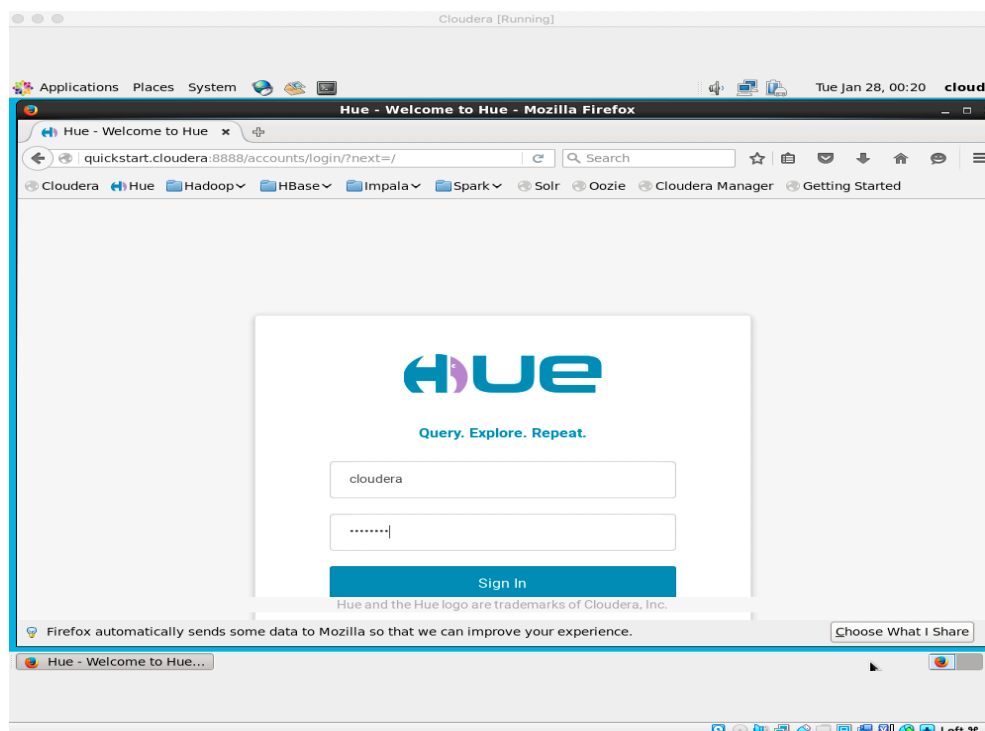 Cloudera [Running]
Applications Places System Tue Jan 28, 00:20 cloud
Hue - Welcome to Hue - Mozilla Firefox
Hue - Welcome to Hue
quickstart.cloudera:8888/accounts/login/?next=/ Search
Cloudera Hue Hadoop HBase Impala Spark Solr Oozie Cloudera Manager Getting Started
HUE
Query. Explore. Repeat.
cloudera
Sign In
Hue and the Hue logo are trademarks of Cloudera, Inc.
Firefox automatically sends some data to Mozilla so that we can improve your experience. Choose What I Share
Hue - Welcome to Hue...
Left ⌘